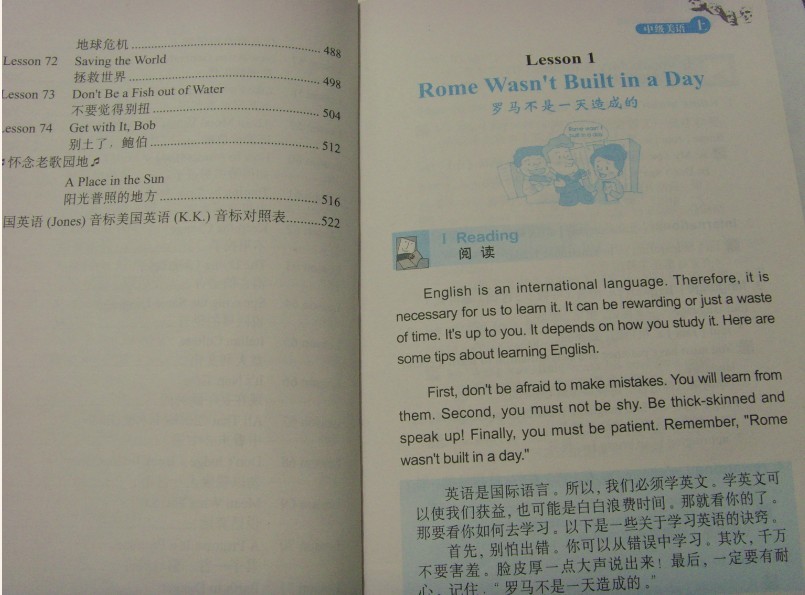 地球危机 488
Lesson 72 Saving the World
拯救世界 498
Lesson 73 Don't Be a Fish out of Water
不要觉得别扭 504
Lesson 74 Get with It, Bob
别土了，鲍伯 512
♬怀念老歌园地♬
A Place in the Sun
阳光普照的地方 516
国英语 (Jones) 音标美国英语 (K.K.) 音标对照表 522
中级美语 上
Lesson 1
Rome Wasn't Built in a Day
罗马不是一天造成的
Rome wasn't
built in a day.
1 Reading
阅 读
English is an international language. Therefore, it is
necessary for us to learn it. It can be rewarding or just a waste
of time. It's up to you. It depends on how you study it. Here are
some tips about learning English.
First, don't be afraid to make mistakes. You will learn from
them. Second, you must not be shy. Be thick-skinned and
speak up! Finally, you must be patient. Remember, "Rome
wasn't built in a day."
英语是国际语言。所以，我们必须学英文。学英文可
以使我们获益，也可能是白白浪费时间。那就看你的了。
那要看你如何去学习。以下是一些关于学习英语的诀窍。
首先，别怕出错。你可以从错误中学习。其次，千万
不要害羞。脸皮厚一点大声说出来！最后，一定要有耐
心。记住，“罗马不是一天造成的。”